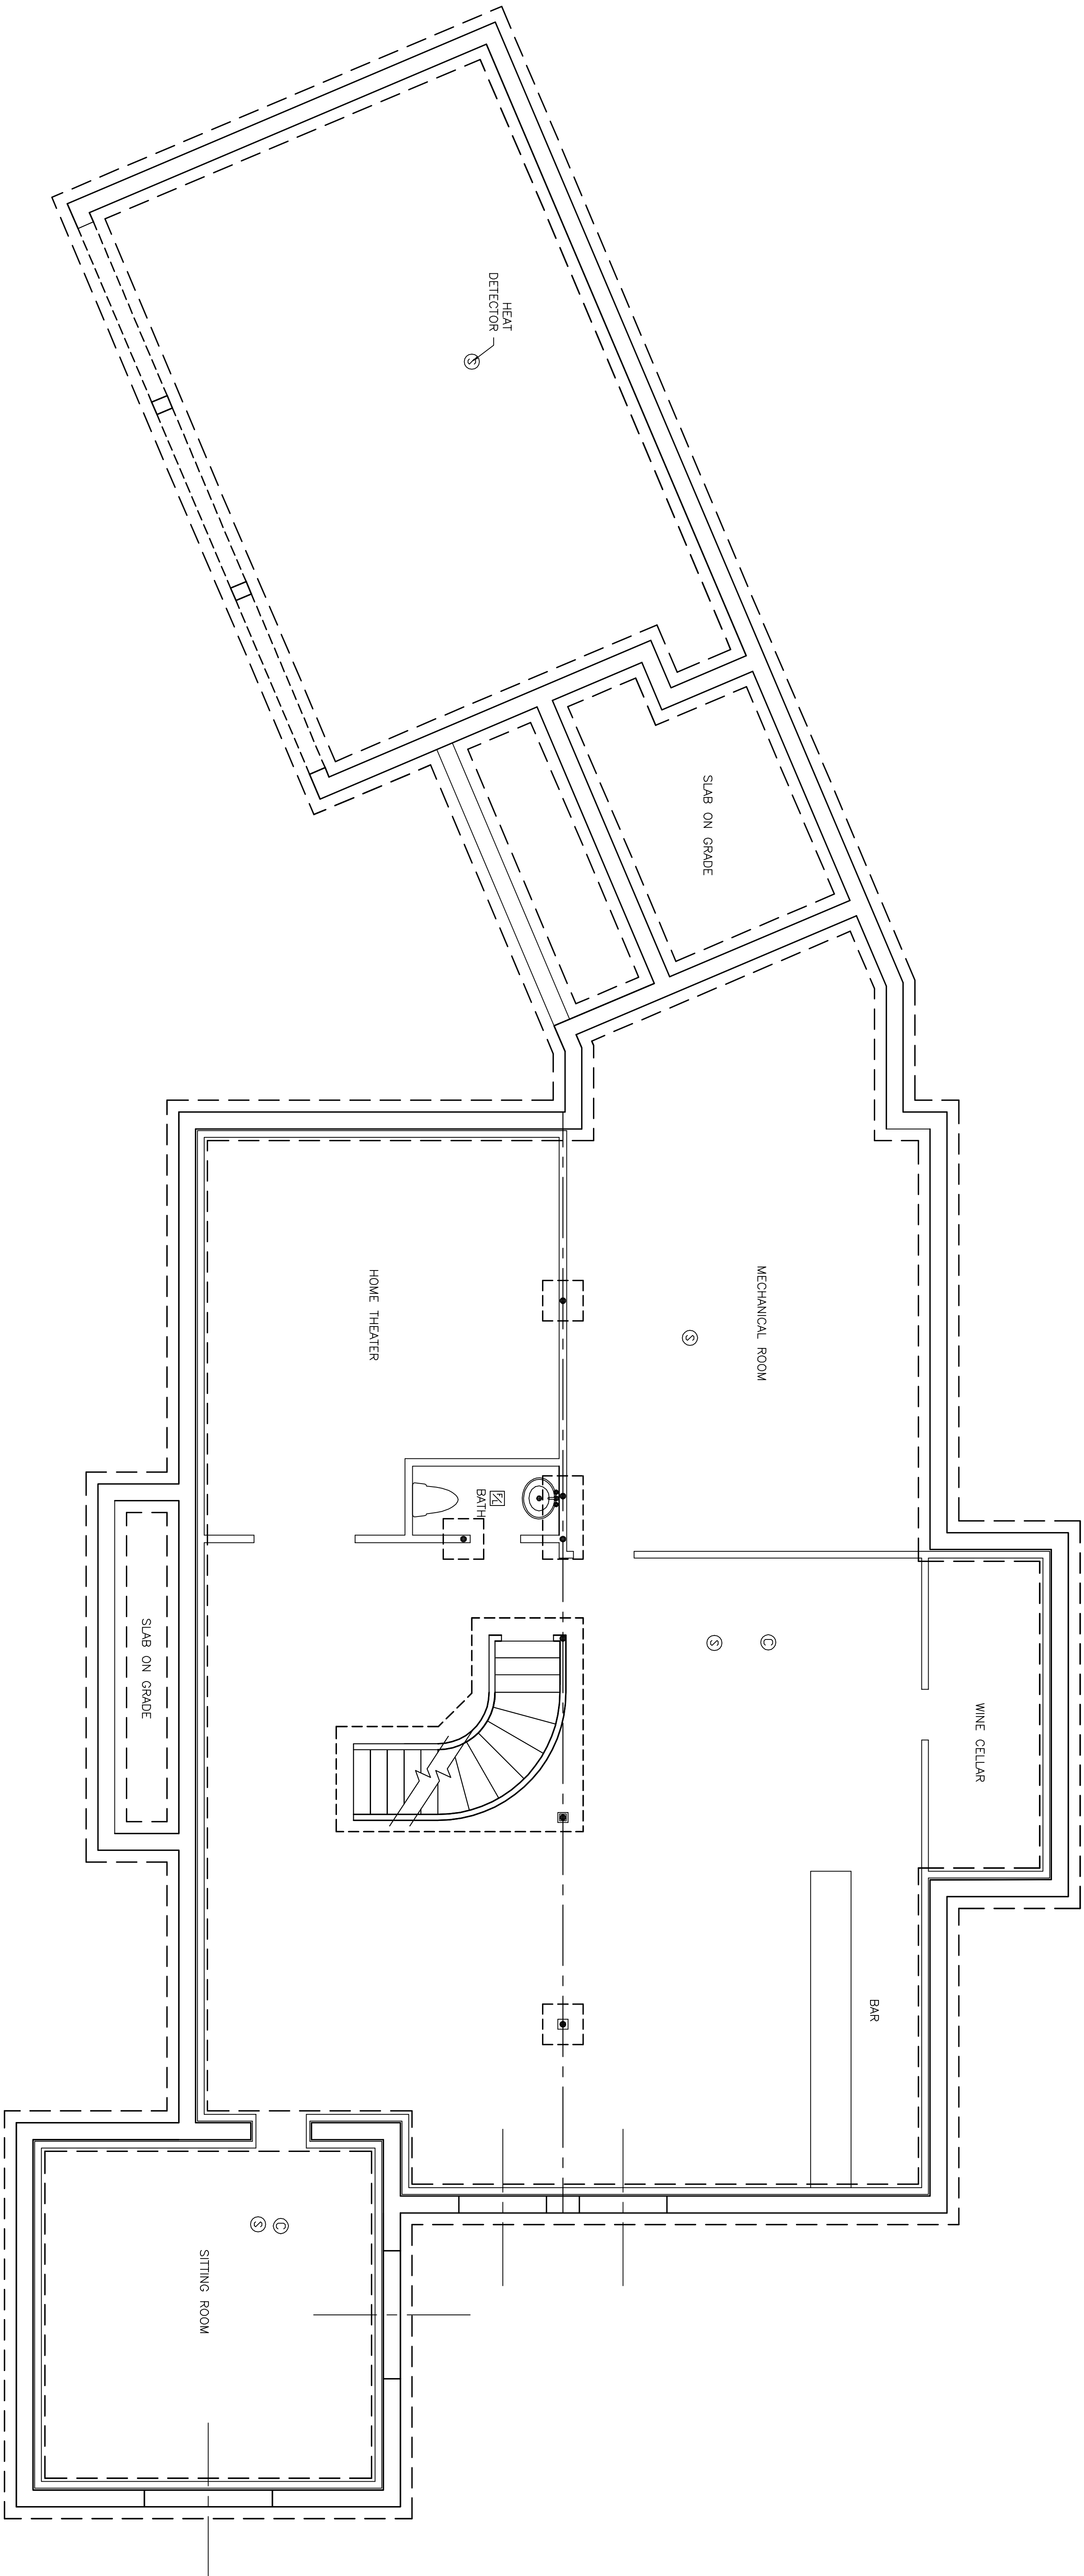 HEAT
DETECTOR
S
SLAB ON GRADE
MECHANICAL ROOM
S
HOME THEATER
F/L
BATH
WINE CELLAR
C
S
SLAB ON GRADE
BAR
C
S
SITTING ROOM